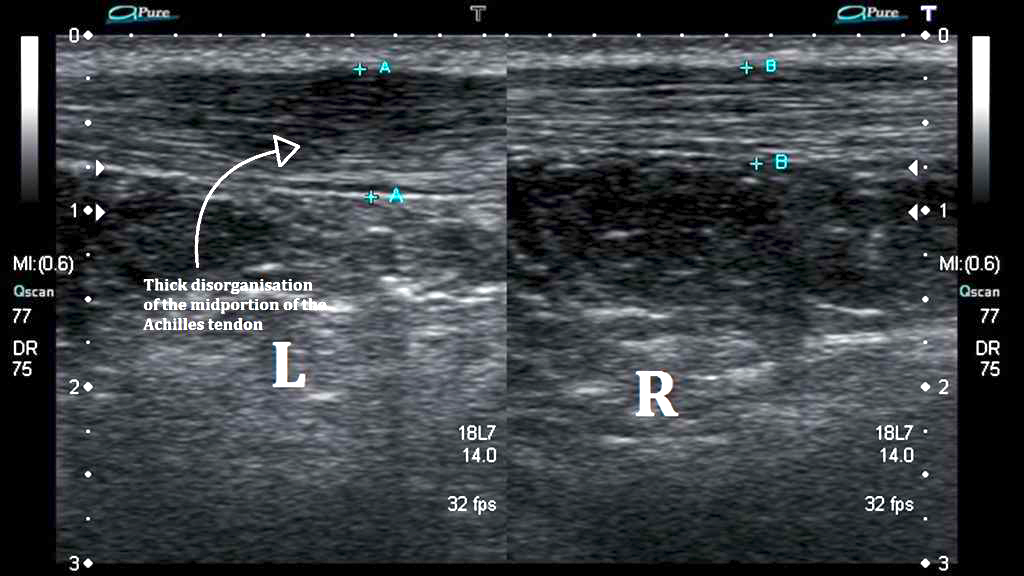 aPure
T
aPure
T
0
0
A
B
B
A
1
1
MI:(0.6)
MI:(0.6)
Qscan
Qscan
77
77
DR
DR
75
75
Thick disorganisation
of the midportion of the
Achilles tendon
L
R
2
2
18L7
18L7
14.0
14.0
32 fps
32 fps
3
3